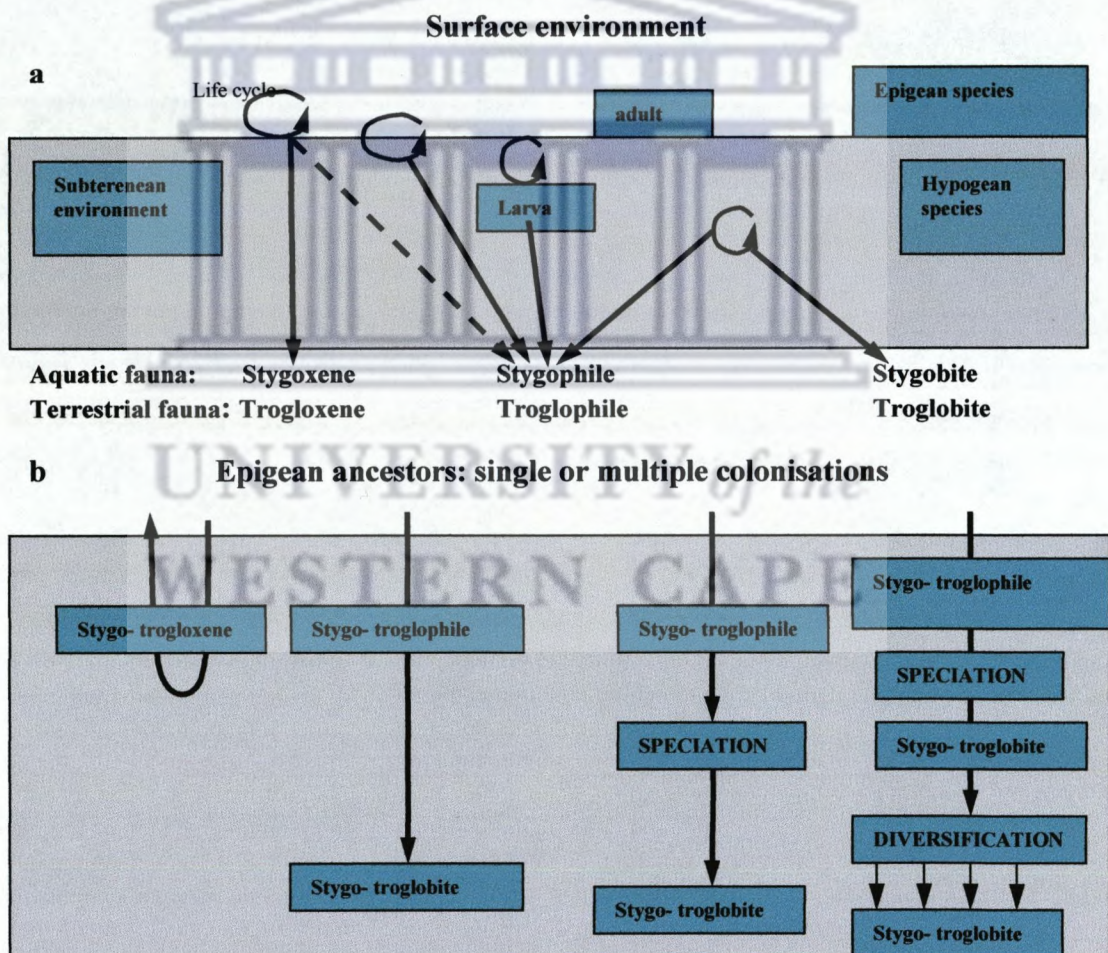 Surface environment
a
Life cycle
adult
Epigean species
Subterenean
environment
Larva
Hypogean
species
Aquatic fauna: Stygoxene Stygophile Stygobite
Terrestrial fauna: Trogloxene Troglophile Troglobite
b Epigean ancestors: single or multiple colonisations
UNIVERSITY of the
WESTERN CAPE
Stygo- troglophile
Stygo- trogloxene
Stygo- troglophile
Stygo- troglophile
SPECIATION
SPECIATION
Stygo- troglobite
DIVERSIFICATION
Stygo- troglobite
Stygo- troglobite
Stygo- troglobite